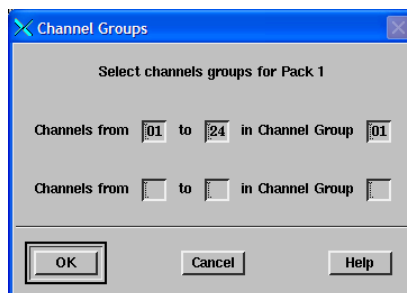 Channel Groups
Select channels groups for Pack 1
Channels from 01 to 24 in Channel Group 01
Channels from to in Channel Group
OK Cancel Help